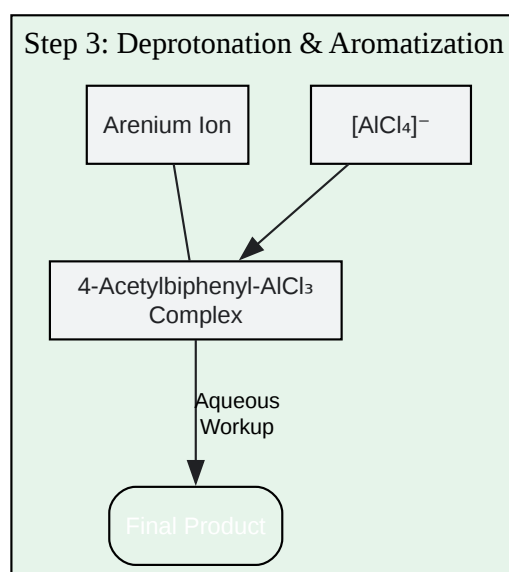 Step 3: Deprotonation & Aromatization
Arenium Ion
[AlCl₄]⁻
4-Acetylbiphenyl-AlCl₃
Complex
Aqueous
Workup
Final Product